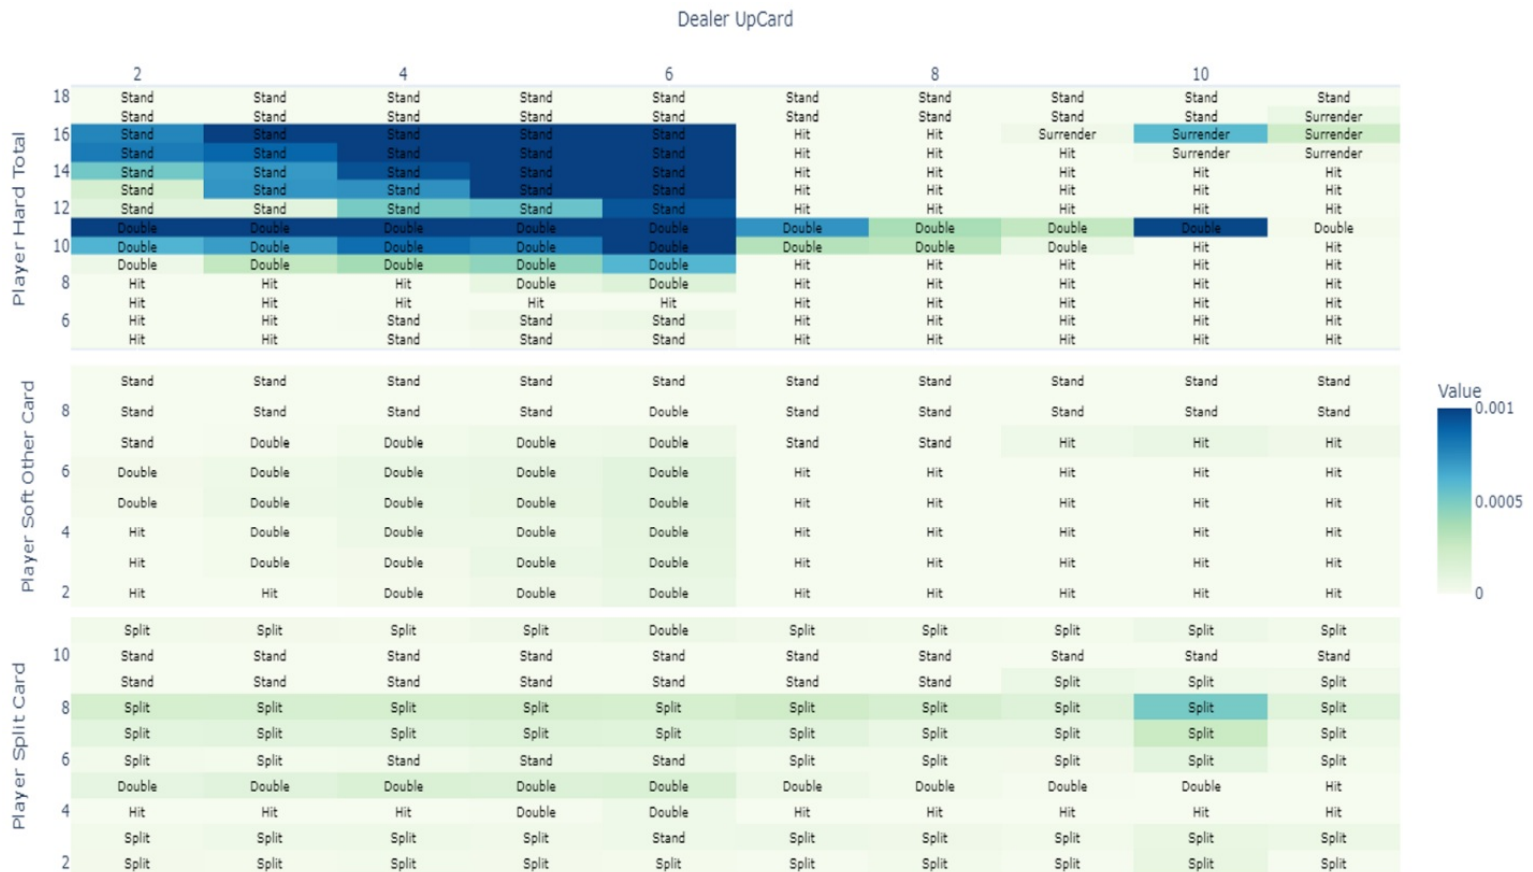 Dealer UpCard
2 4 6 8 10
Player Hard Total
18 Stand Stand Stand Stand Stand Stand Stand Stand Stand Stand
Stand Stand Stand Stand Stand Stand Stand Stand Stand Surrender
16 Stand Stand Stand Stand Stand Hit Hit Surrender Surrender Surrender
Stand Stand Stand Stand Stand Hit Hit Hit Surrender Surrender
14 Stand Stand Stand Stand Stand Hit Hit Hit Hit Hit
Stand Stand Stand Stand Stand Hit Hit Hit Hit Hit
12 Stand Stand Stand Stand Stand Hit Hit Hit Hit Hit
Double Double Double Double Double Double Double Double Double Double
10 Double Double Double Double Double Double Double Double Hit Hit
Double Double Double Double Double Hit Hit Hit Hit Hit
8 Hit Hit Hit Double Double Hit Hit Hit Hit Hit
Hit Hit Hit Hit Hit Hit Hit Hit Hit Hit
6 Hit Hit Stand Stand Stand Hit Hit Hit Hit Hit
Hit Hit Stand Stand Stand Hit Hit Hit Hit Hit
Player Soft Other Card
Stand Stand Stand Stand Stand Stand Stand Stand Stand Stand
8 Stand Stand Stand Stand Double Stand Stand Stand Stand Stand
Stand Double Double Double Double Stand Stand Hit Hit Hit
6 Double Double Double Double Double Hit Hit Hit Hit Hit
Double Double Double Double Double Hit Hit Hit Hit Hit
4 Hit Double Double Double Double Hit Hit Hit Hit Hit
Hit Double Double Double Double Hit Hit Hit Hit Hit
2 Hit Hit Double Double Double Hit Hit Hit Hit Hit
Value
0.001
0.0005
0
Player Split Card
Split Split Split Split Double Split Split Split Split Split
10 Stand Stand Stand Stand Stand Stand Stand Stand Stand Stand
Stand Stand Stand Stand Stand Stand Stand Split Split Split
8 Split Split Split Split Split Split Split Split Split Split
Split Split Split Split Split Split Split Split Split Split
6 Split Split Stand Stand Stand Split Split Split Split Split
Double Double Double Double Double Double Double Double Double Hit
4 Hit Hit Hit Double Double Hit Hit Hit Hit Hit
Split Split Split Split Stand Split Split Split Split Split
2 Split Split Split Split Split Split Split Split Split Split